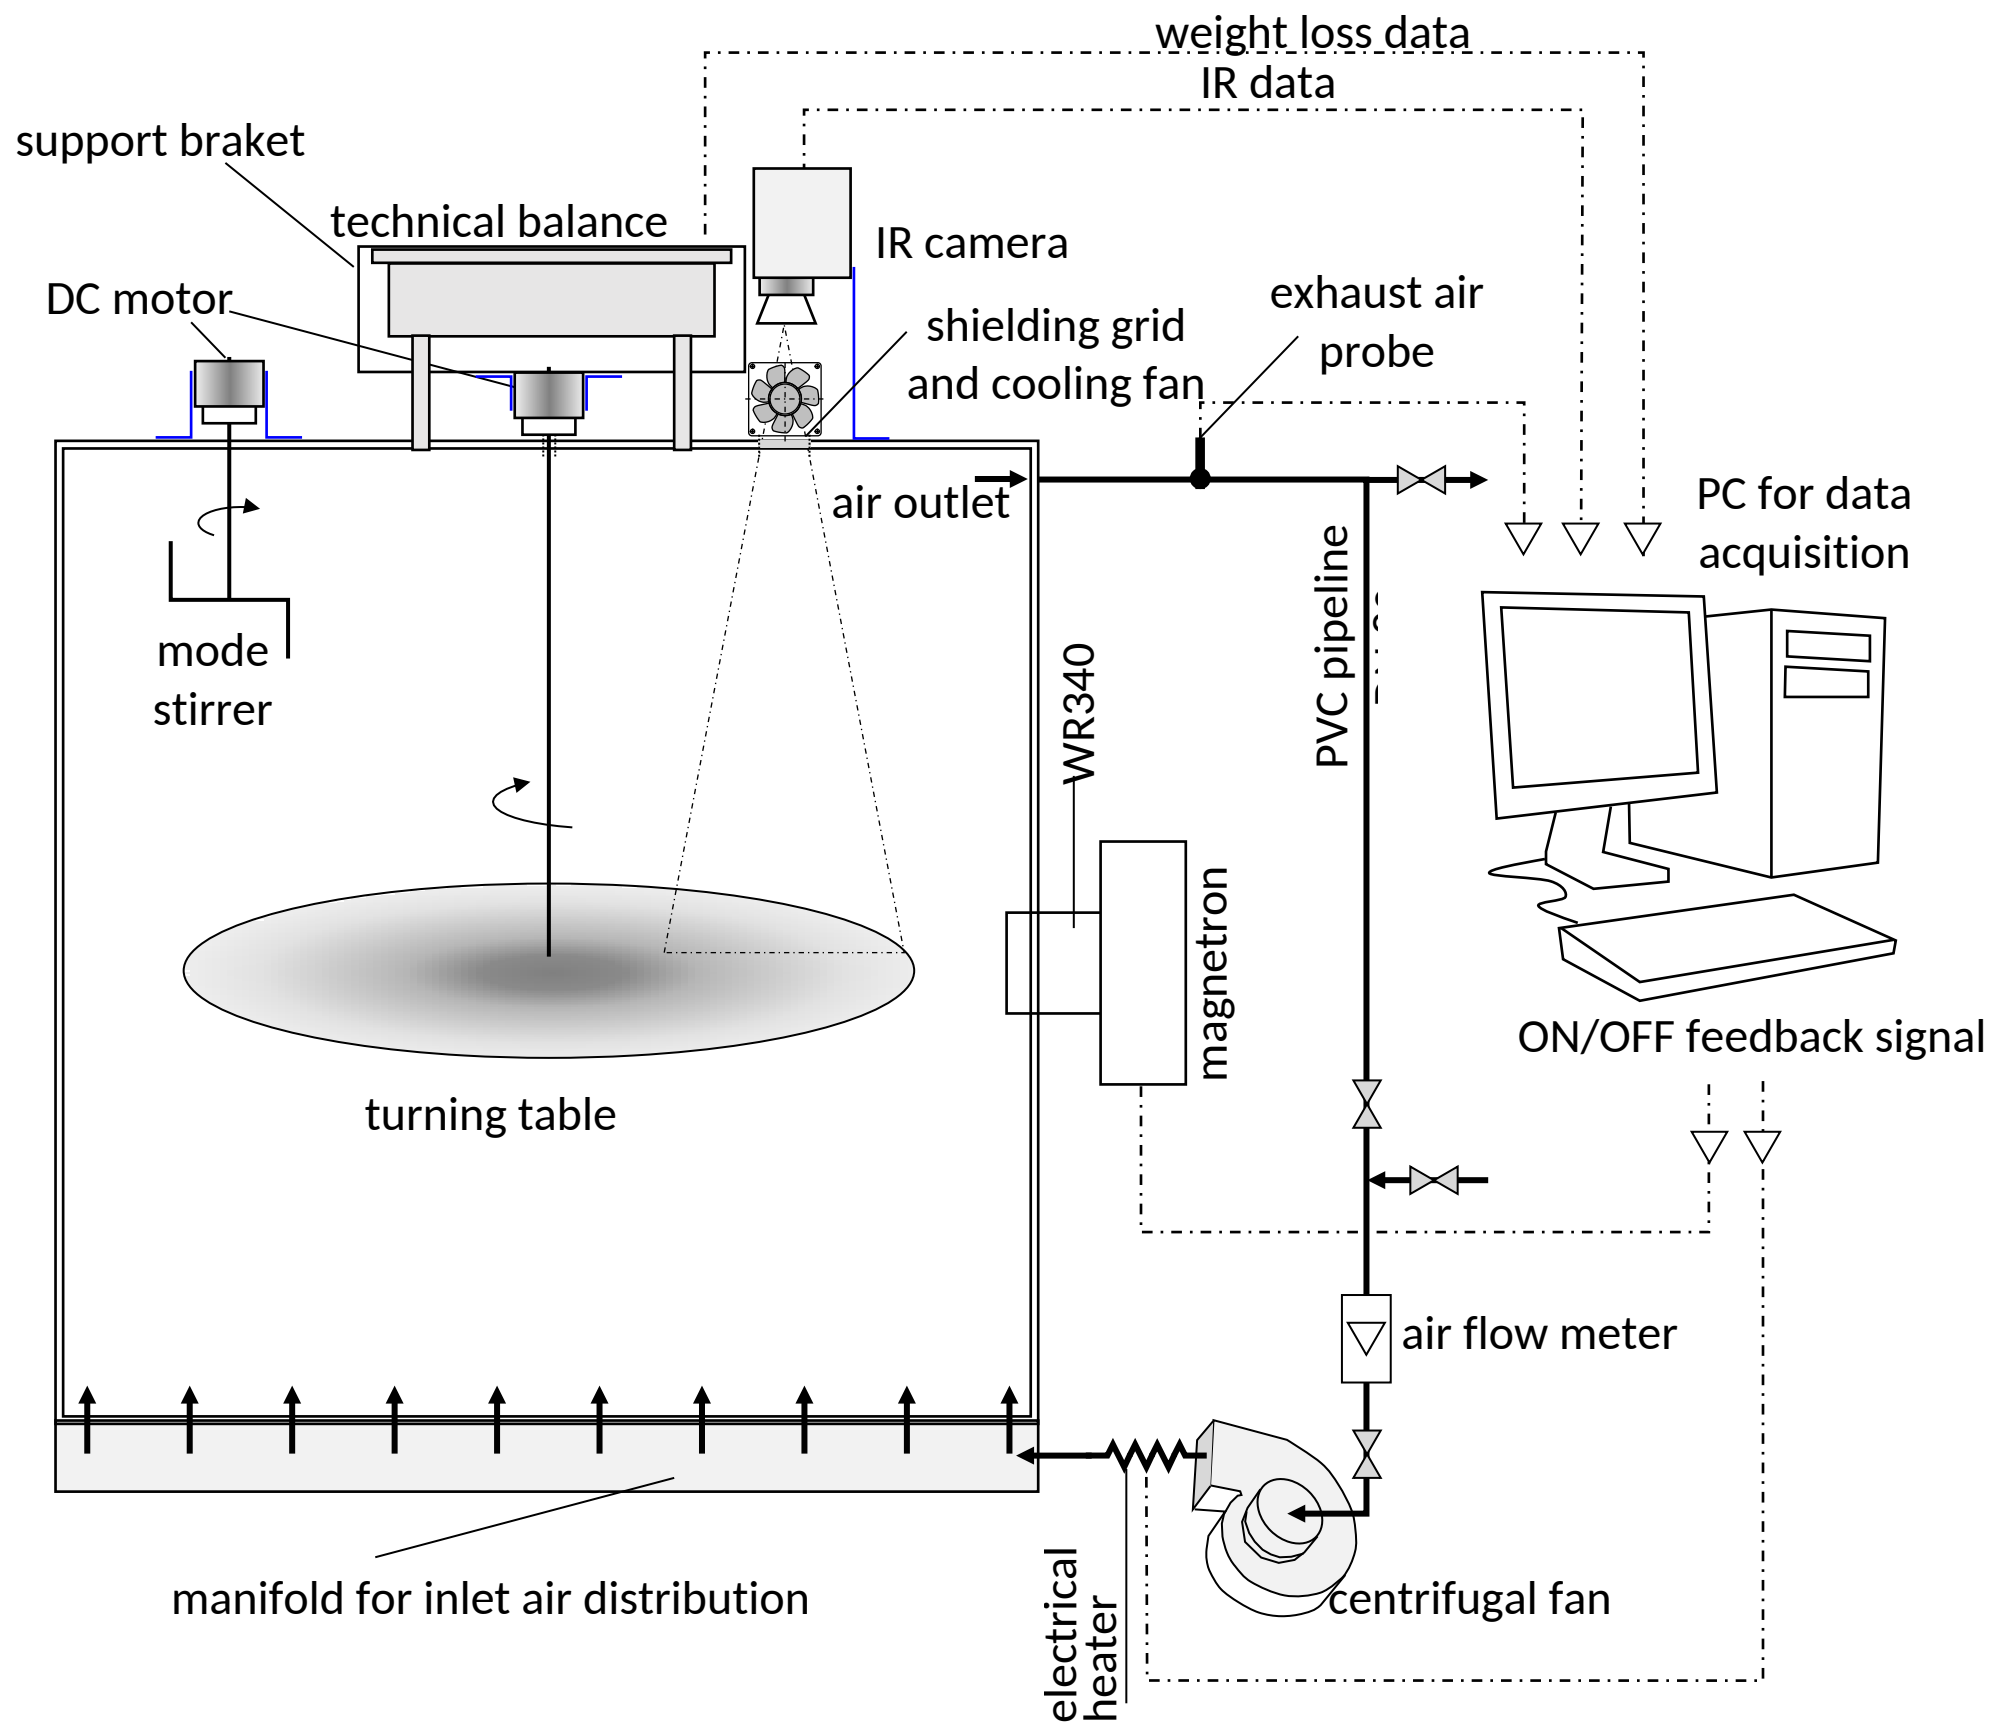 weight loss data
IR data
support braket
technical balance
IR camera
DC motor
shielding grid
and cooling fan
exhaust air
probe
air outlet
PC for data
acquisition
PVC pipeline
mode
stirrer
WR340
magnetron
turning table
ON/OFF feedback signal
air flow meter
manifold for inlet air distribution
electrical
heater
centrifugal fan